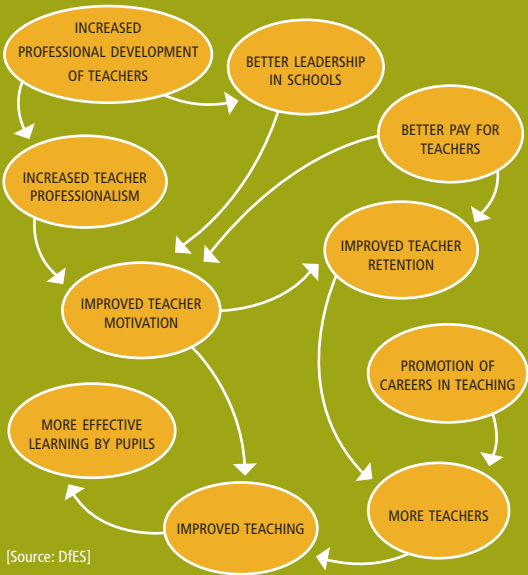 INCREASED
PROFESSIONAL DEVELOPMENT
OF TEACHERS
BETTER LEADERSHIP
IN SCHOOLS
BETTER PAY FOR
TEACHERS
INCREASED TEACHER
PROFESSIONALISM
IMPROVED TEACHER
RETENTION
IMPROVED TEACHER
MOTIVATION
PROMOTION OF
CAREERS IN TEACHING
MORE EFFECTIVE
LEARNING BY PUPILS
MORE TEACHERS
IMPROVED TEACHING
[Source: DfES]